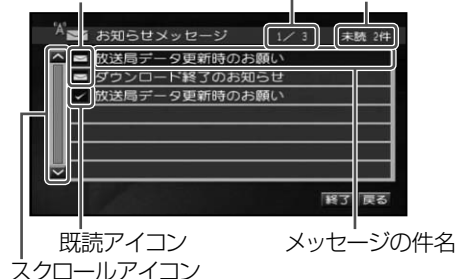 "A" お知らせメッセージ 1／ 3 未読 2件
放送局データ更新時のお願い
ダウンロード終了のお知らせ
放送局データ更新時のお願い
終了 戻る
既読アイコン メッセージの件名
スクロールアイコン